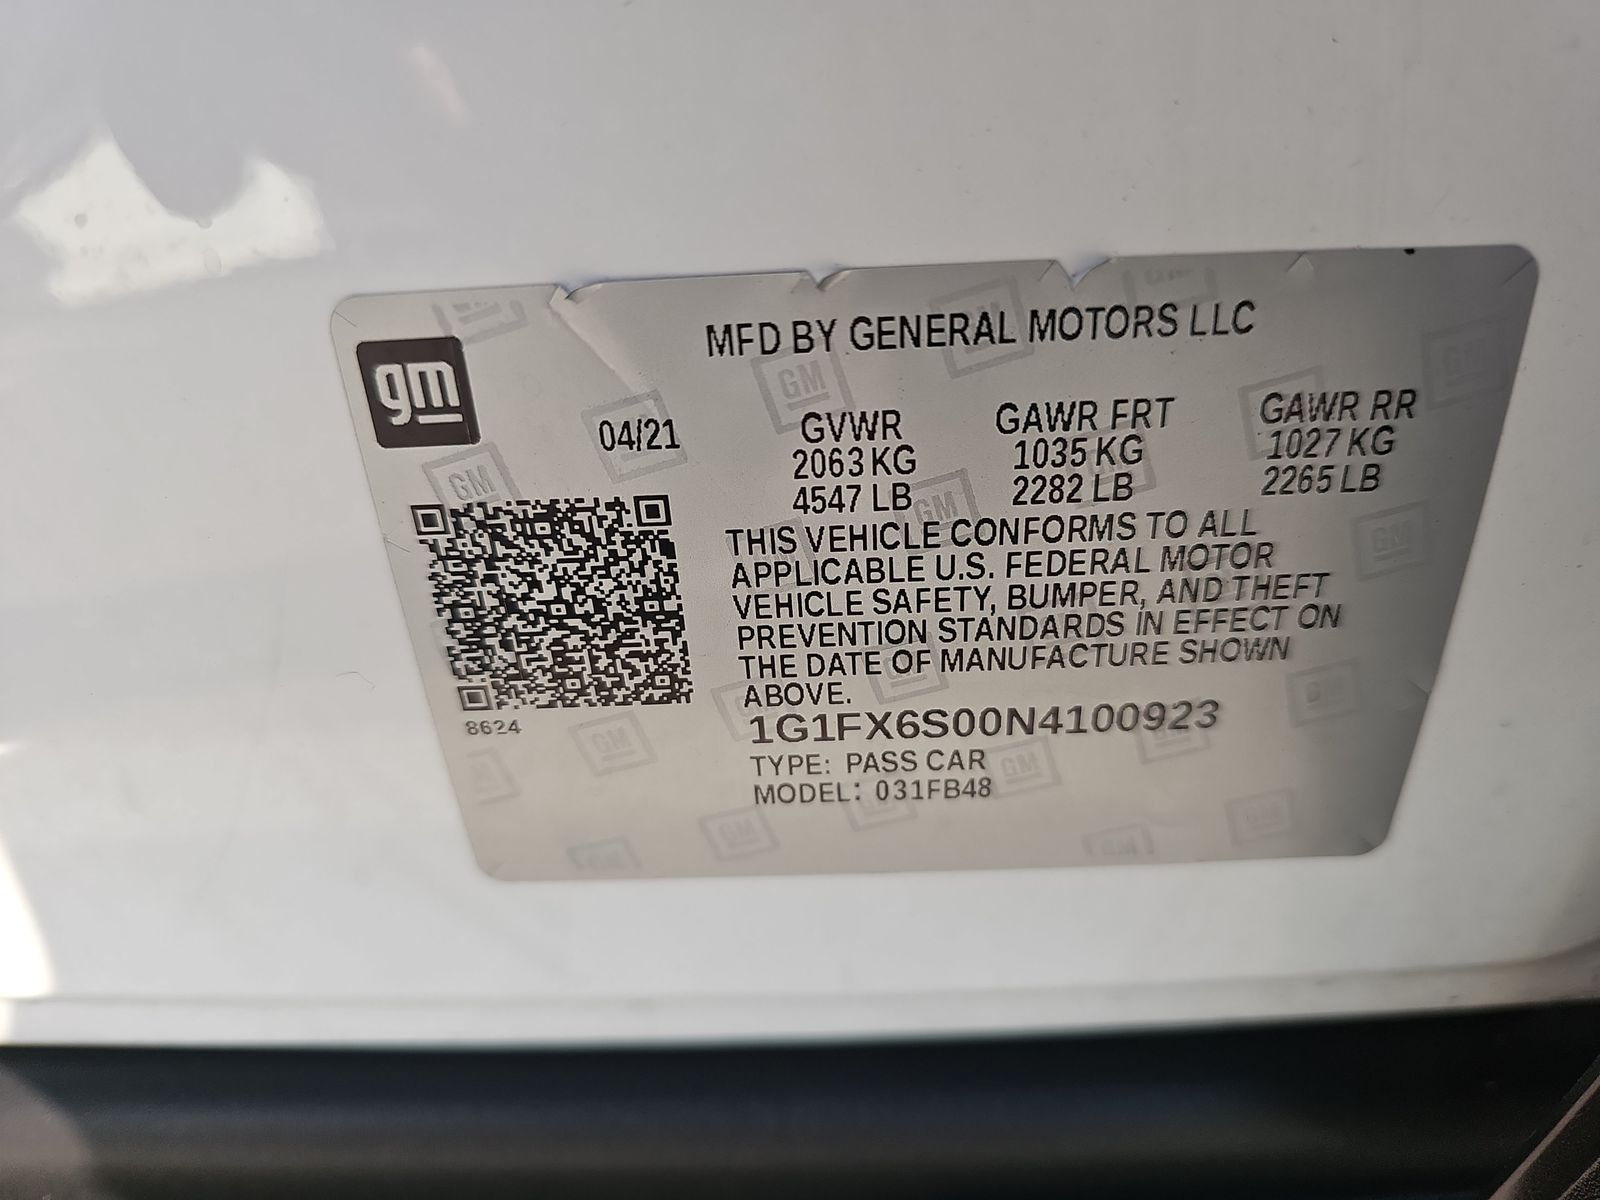 MFD BY GENERAL MOTORS LLC
gm
04/21
GVWR
2063 KG
4547 LB
GAWR FRT
1035 KG
2282 LB
GAWR RR
1027 KG
2265 LB
THIS VEHICLE CONFORMS TO ALL
APPLICABLE U.S. FEDERAL MOTOR
VEHICLE SAFETY, BUMPER, AND THEFT
PREVENTION STANDARDS IN EFFECT ON
THE DATE OF MANUFACTURE SHOWN
ABOVE.
8624
1G1FX6S00N4100923
TYPE: PASS CAR
MODEL: 031FB48